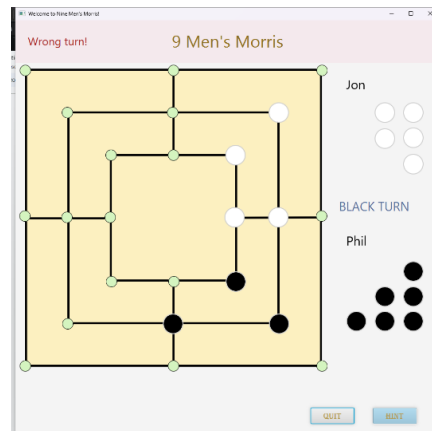 Welcome to Nine Men's Morris!
Wrong turn!
9 Men's Morris
Jon
BLACK TURN
Phil
QUIT
HINT